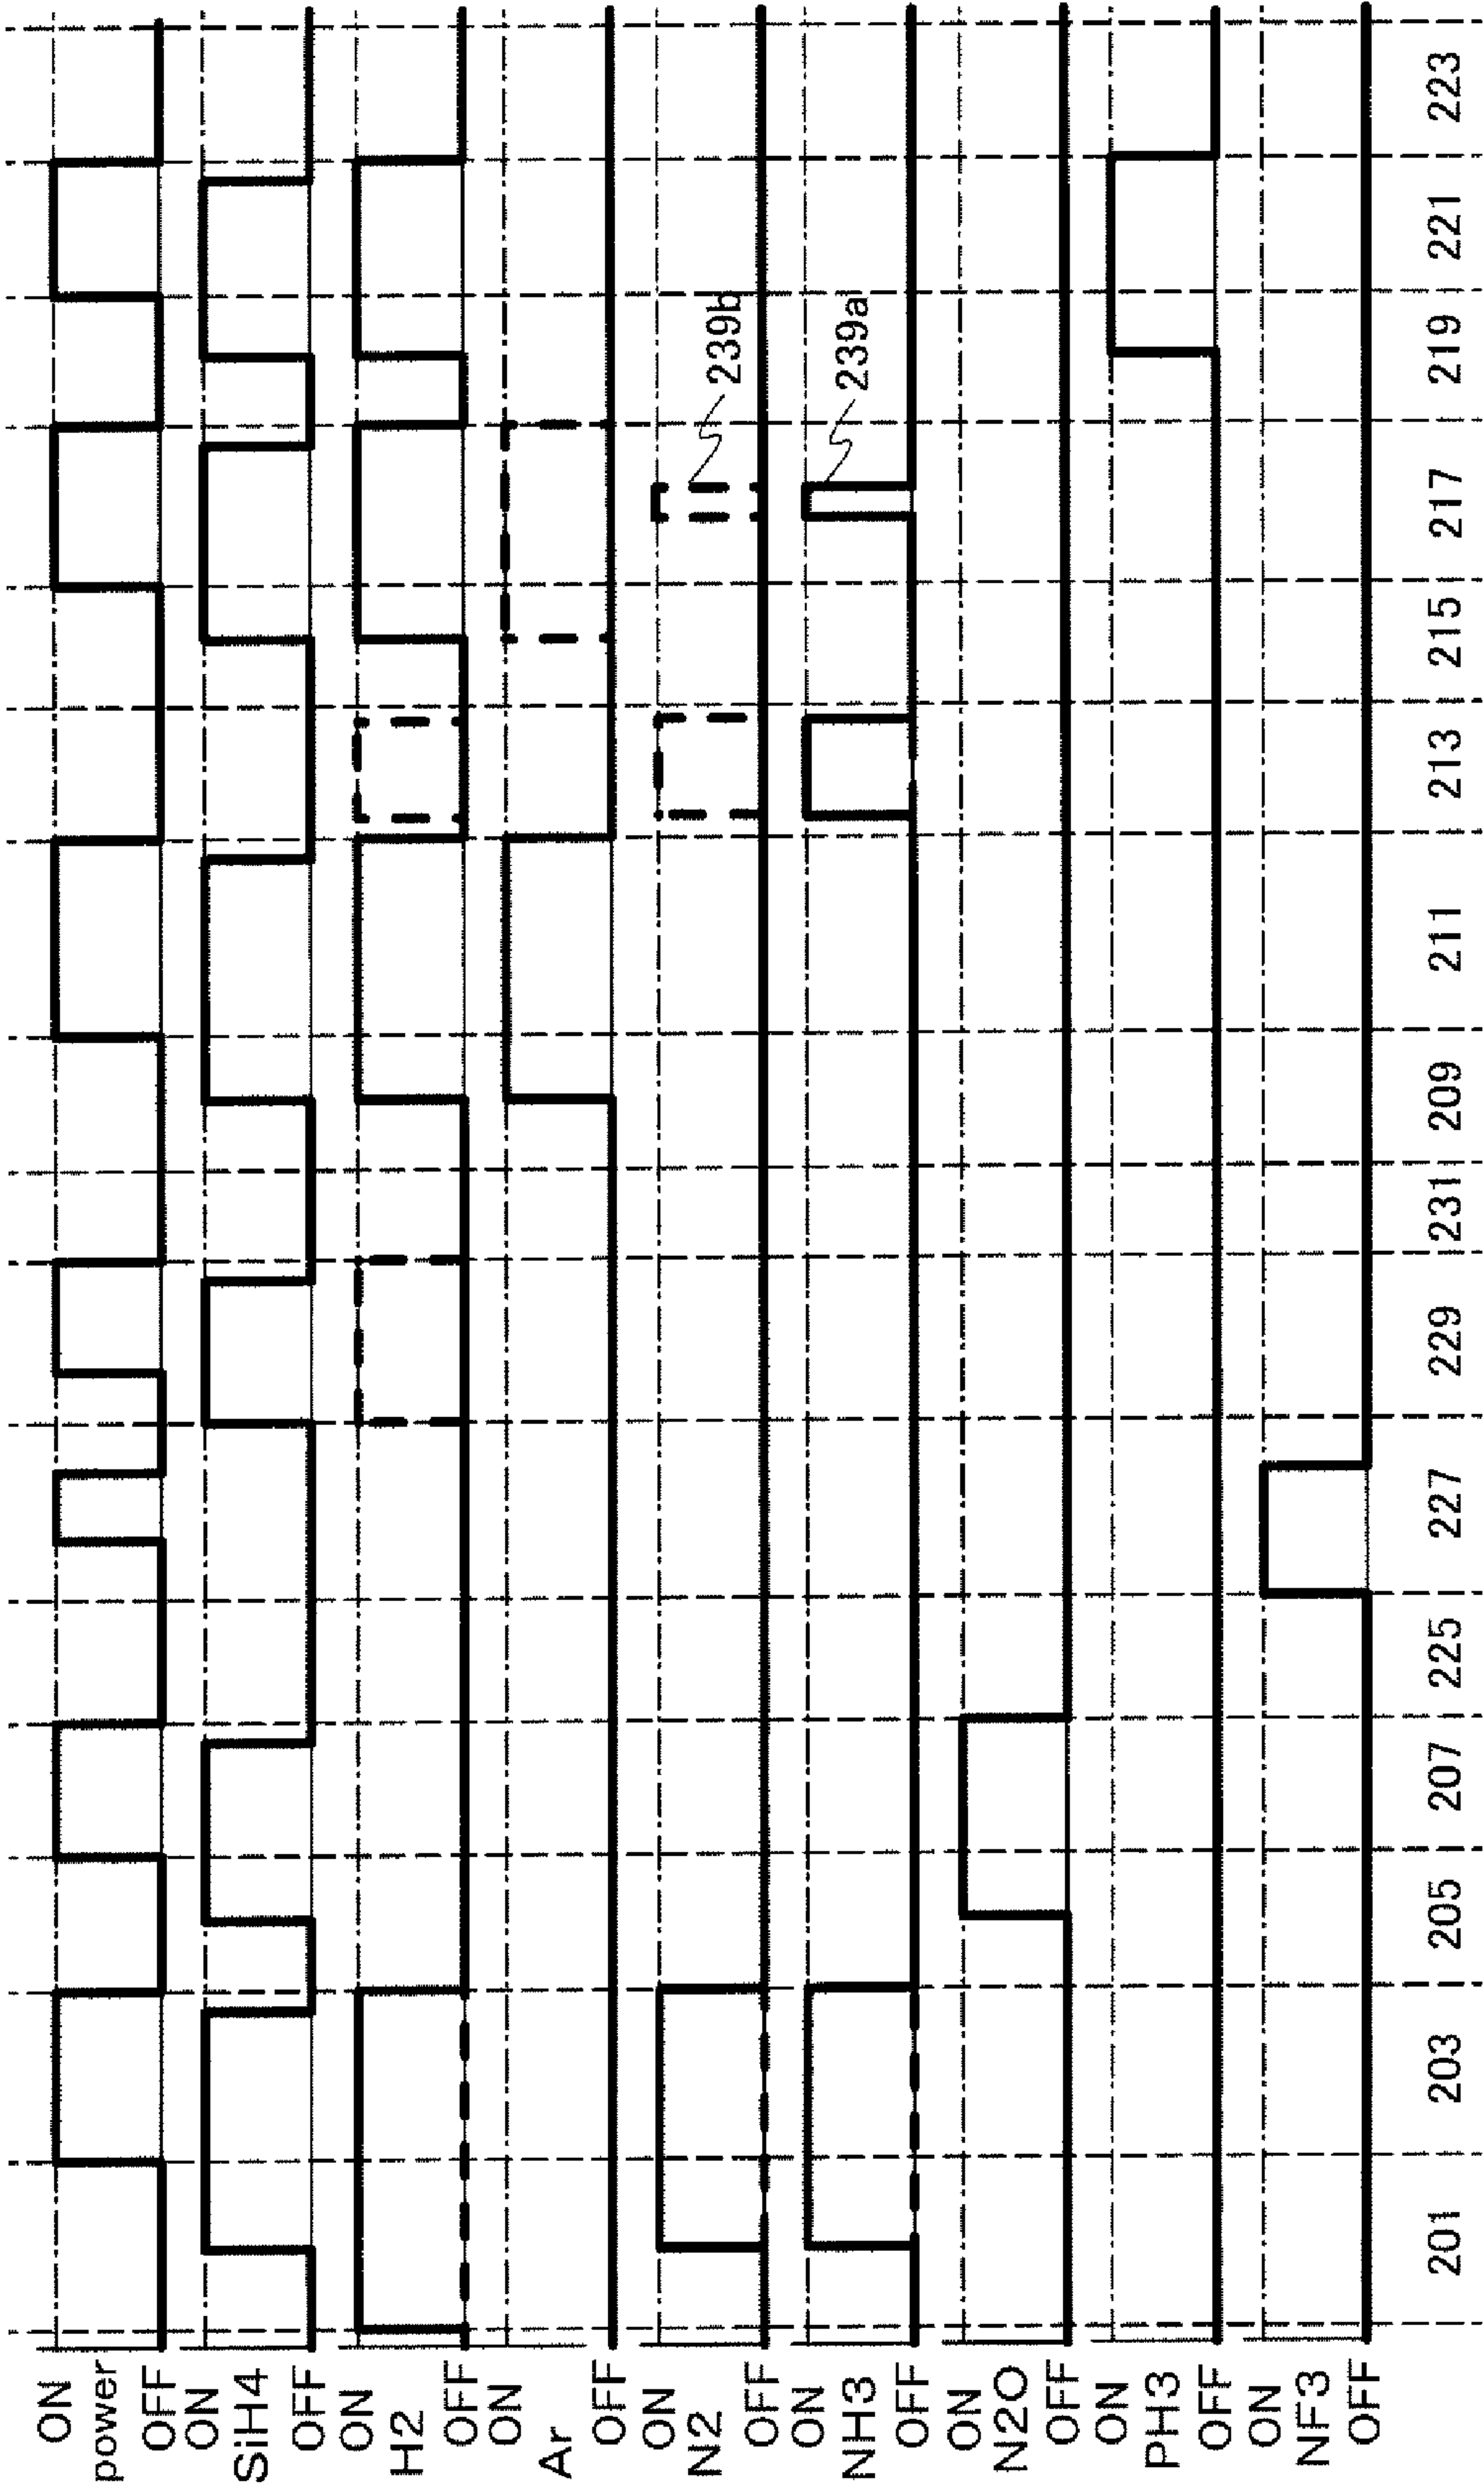 ON
power
OFF
ON
SiH4
OFF
ON
H2
OFF
ON
Ar
OFF
ON
N2
OFF
ON
NH3
OFF
ON
N2O
OFF
ON
PH3
OFF
ON
NF3
OFF
239b
239a
201 203 205 207 225 227 229 231 209 211 213 215 217 219 221 223